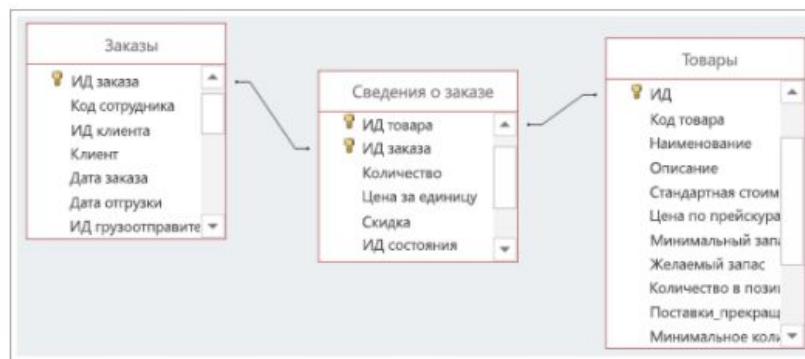 Заказы
ИД заказа
Код сотрудника
ИД клиента
Клиент
Дата заказа
Дата отгрузки
ИД грузоотправите
Сведения о заказе
ИД товара
ИД заказа
Количество
Цена за единицу
Скидка
ИД состояния
Товары
ИД
Код товара
Наименование
Описание
Стандартная стоим
Цена по прейскура
Минимальный запа
Желаемый запас
Количество в пози
Поставки_прекращ
Минимальное коли